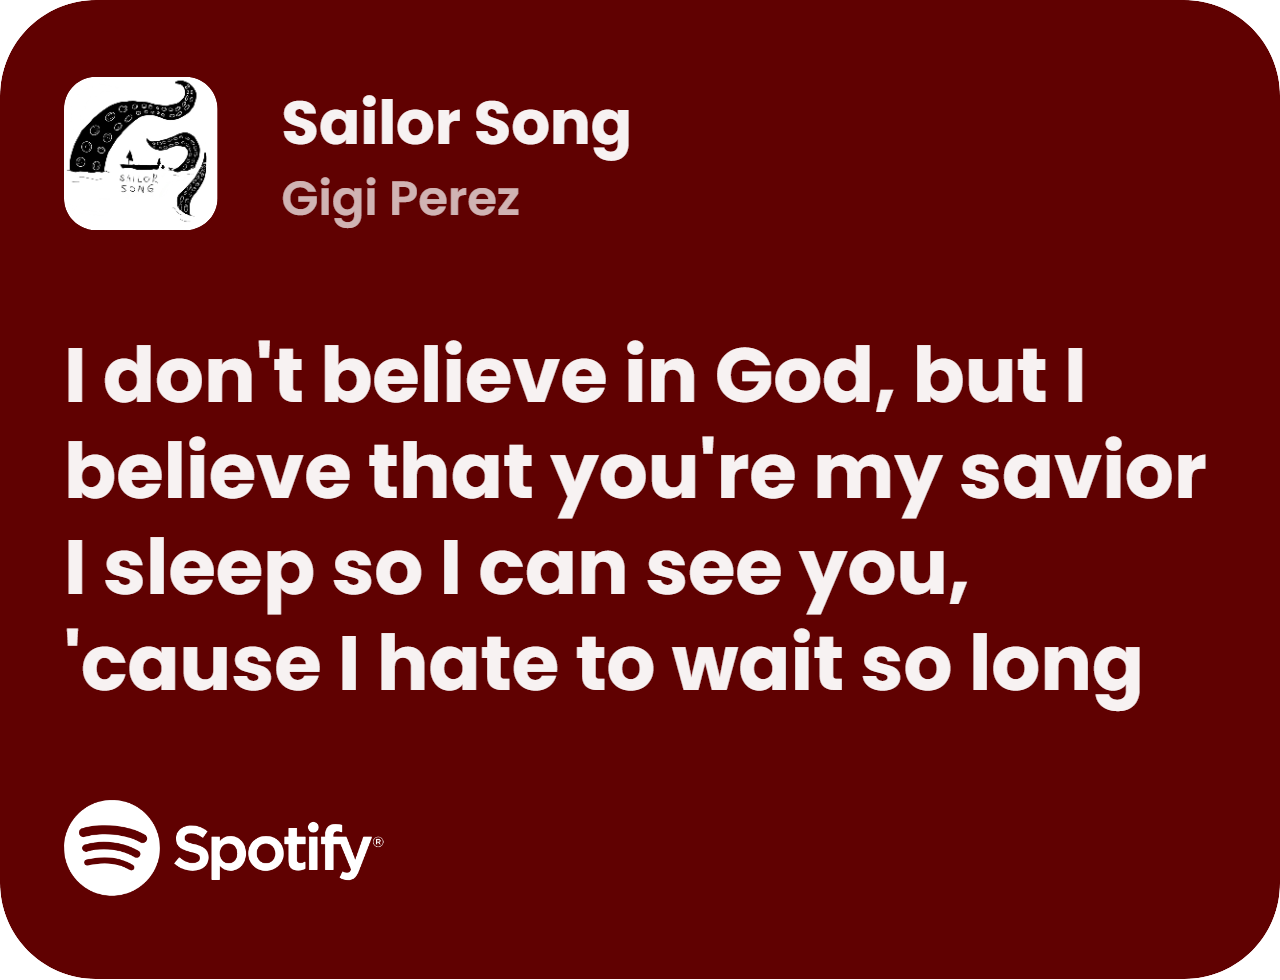 SAILOR
SONG
Sailor Song
Gigi Perez
I don't believe in God, but I
believe that you're my savior
I sleep so I can see you,
'cause I hate to wait so long
Spotify®